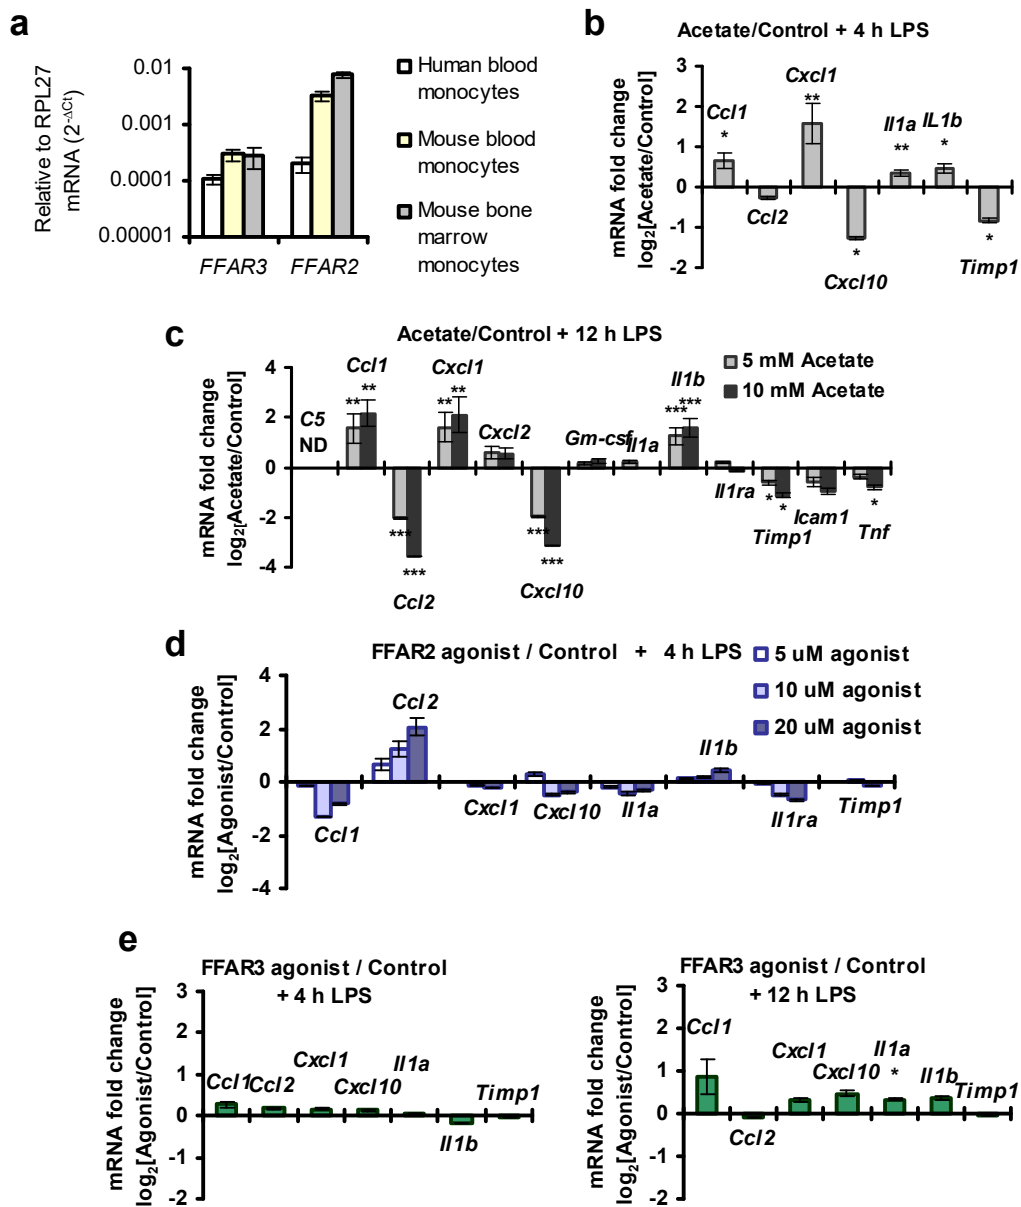 a
Relative to RPL27
mRNA (2-ΔCt)
0.01
0.001
0.0001
0.00001
FFAR3 FFAR2
Human blood
monocytes
Mouse blood
monocytes
Mouse bone
marrow
monocytes
b
Acetate/Control + 4 h LPS
mRNA fold change
log2[Acetate/Control]
3
2
1
0
-1
-2
Ccl1
*
Ccl2
Cxcl1
**
Cxcl10
*
Il1a
**
IL1b
*
Timp1
*
c
Acetate/Control + 12 h LPS
5 mM Acetate
10 mM Acetate
mRNA fold change
log2[Acetate/Control]
4
2
0
-2
-4
C5
ND
Ccl1
** **
Ccl2
*** ***
Cxcl1
** **
Cxcl2
Cxcl10
*** ***
Gm-csf
Il1a
Il1b
*** ***
Il1ra
Timp1
* *
Icam1
Tnf
*
d
FFAR2 agonist / Control + 4 h LPS
5 uM agonist
10 uM agonist
20 uM agonist
mRNA fold change
log2[Agonist/Control]
4
2
0
-2
-4
Ccl1
Ccl2
Cxcl1
Cxcl10
Il1a
Il1b
Il1ra
Timp1
e
FFAR3 agonist / Control
+ 4 h LPS
mRNA fold change
log2[Agonist/Control]
3
2
1
0
-1
-2
Ccl1
Ccl2
Cxcl1
Cxcl10
Il1a
Il1b
Timp1
FFAR3 agonist / Control
+ 12 h LPS
mRNA fold change
log2[Agonist/Control]
3
2
1
0
-1
-2
Ccl1
Ccl2
Cxcl1
Cxcl10
Il1a
*
Il1b
Timp1